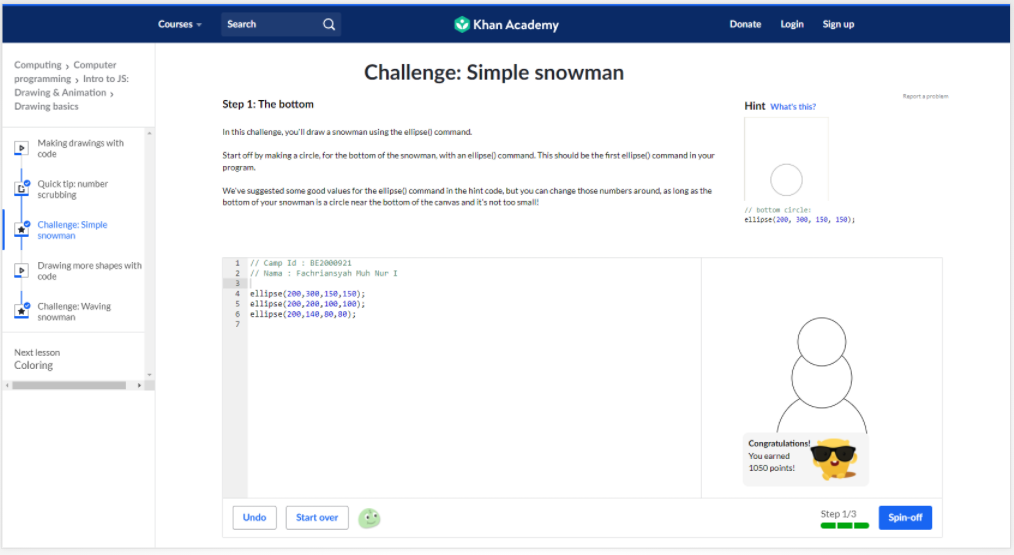 Courses
Search
Khan Academy
Donate
Login
Sign up
Computing > Computer
programming > Intro to JS:
Drawing & Animation >
Drawing basics
Making drawings with
code
Quick tip: number
scrubbing
Challenge: Simple
snowman
Drawing more shapes with
code
Challenge: Waving
snowman
Next lesson
Coloring
Challenge: Simple snowman
Step 1: The bottom
In this challenge, you'll draw a snowman using the ellipse() command.
Start off by making a circle, for the bottom of the snowman, with an ellipse() command. This should be the first ellipse() command in your
program.
We've suggested some good values for the ellipse() command in the hint code, but you can change those numbers around, as long as the
bottom of your snowman is a circle near the bottom of the canvas and it's not too small!
Report a problem
Hint What's this?
// bottom circle:
ellipse(200, 300, 150, 150);
1 // Camp Id : BE2000921
2 // Nama : Fachriansyah Muh Nur I
3
4 ellipse(200,300,150,150);
5 ellipse(200,200,100,100);
6 ellipse(200,140,80,80);
7
Congratulations!
You earned
1050 points!
Undo
Start over
Step 1/3
Spin-off